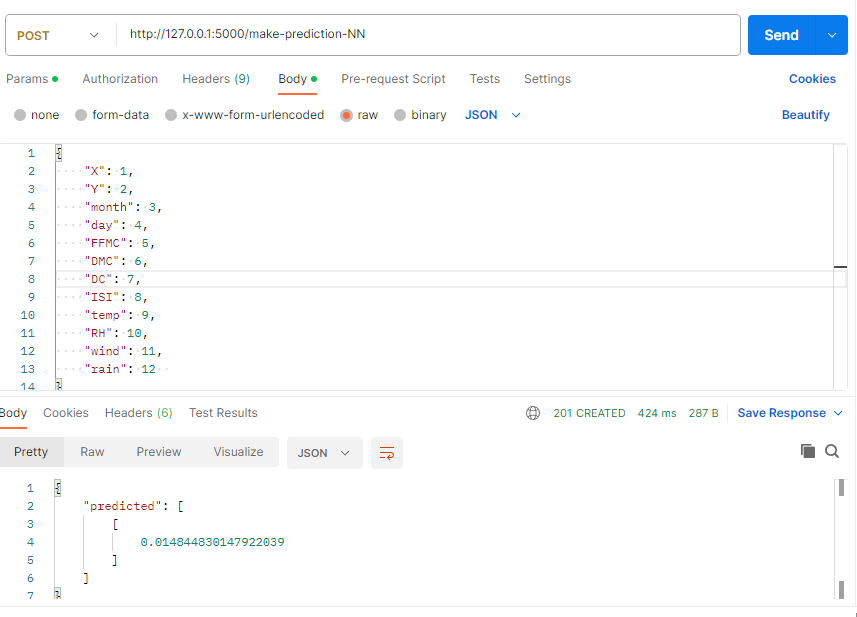 POST http://127.0.0.1:5000/make-prediction-NN Send
Params Authorization Headers (9) Body Pre-request Script Tests Settings Cookies
none form-data x-www-form-urlencoded raw binary JSON Beautify
1 {
2 "X": 1,
3 "Y": 2,
4 "month": 3,
5 "day": 4,
6 "FFMC": 5,
7 "DMC": 6,
8 "DC": 7,
9 "ISI": 8,
10 "temp": 9,
11 "RH": 10,
12 "wind": 11,
13 "rain": 12
14 }
Body Cookies Headers (6) Test Results 201 CREATED 424 ms 287 B Save Response
Pretty Raw Preview Visualize JSON
1 {
2 "predicted": [
3 [
4 0.014844830147922039
5 ]
6 ]
7 }